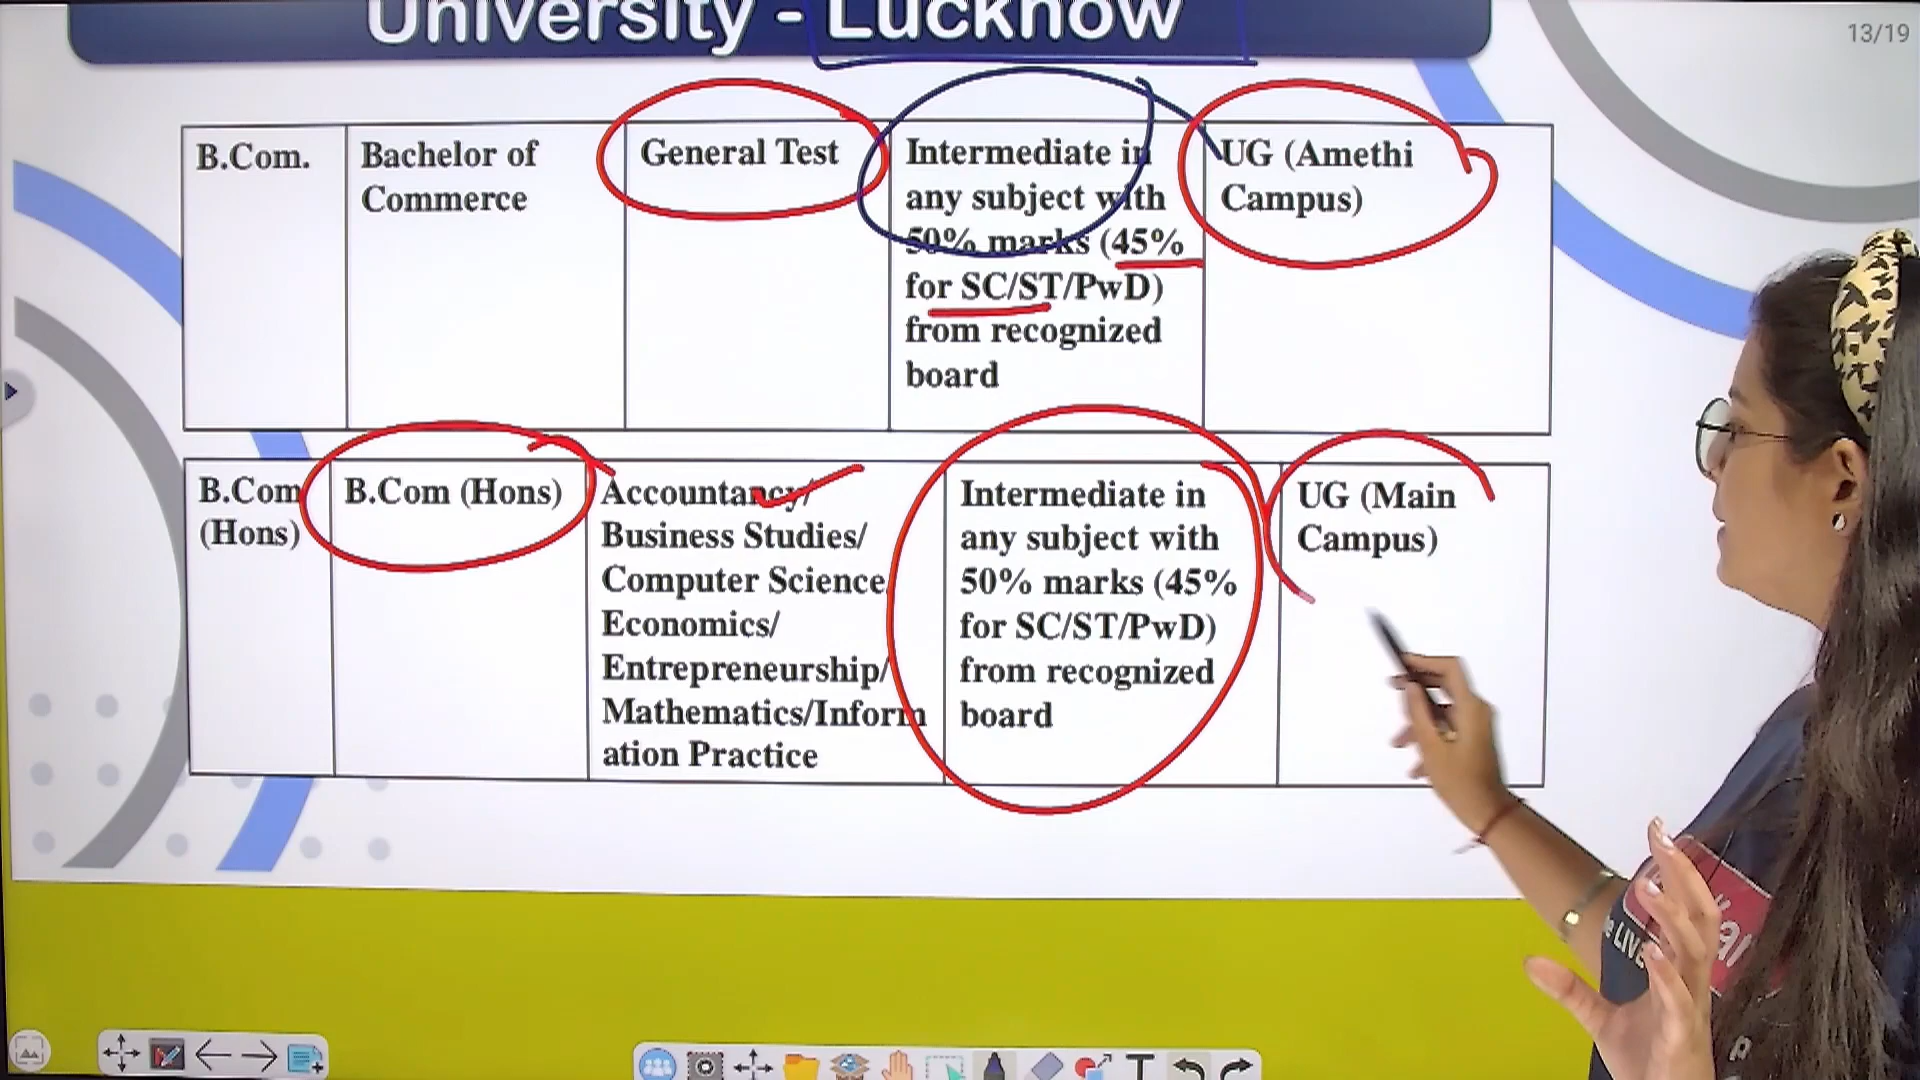 University - Lucknow
13/19
B.Com.
Bachelor of
Commerce
General Test
Intermediate in
any subject with
50% marks (45%
for SC/ST/PwD)
from recognized
board
UG (Amethi
Campus)
B.Com
(Hons)
B.Com (Hons)
Accountancy/
Business Studies/
Computer Science
Economics/
Entrepreneurship/
Mathematics/Inform
ation Practice
Intermediate in
any subject with
50% marks (45%
for SC/ST/PwD)
from recognized
board
UG (Main
Campus)
LIVE